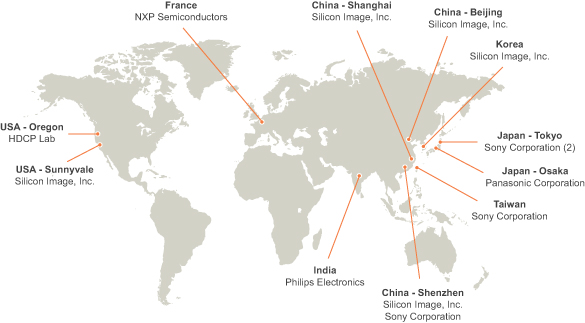 France
NXP Semiconductors
China - Shanghai
Silicon Image, Inc.
China - Beijing
Silicon Image, Inc.
Korea
Silicon Image, Inc.
USA - Oregon
HDCP Lab
USA - Sunnyvale
Silicon Image, Inc.
Japan - Tokyo
Sony Corporation (2)
Japan - Osaka
Panasonic Corporation
Taiwan
Sony Corporation
India
Philips Electronics
China - Shenzhen
Silicon Image, Inc.
Sony Corporation